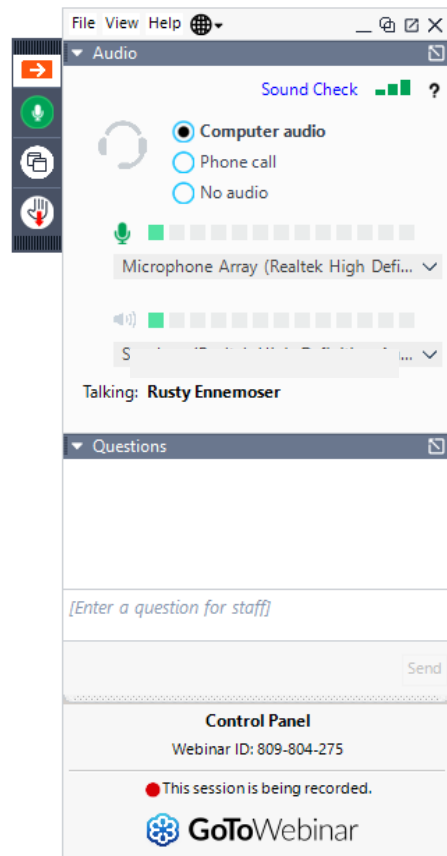 File View Help
Audio
Sound Check ?
Computer audio
Phone call
No audio
Microphone Array (Realtek High Defi...
Talking: Rusty Ennemoser
Questions
[Enter a question for staff]
Send
Control Panel
Webinar ID: 809-804-275
This session is being recorded.
GoToWebinar